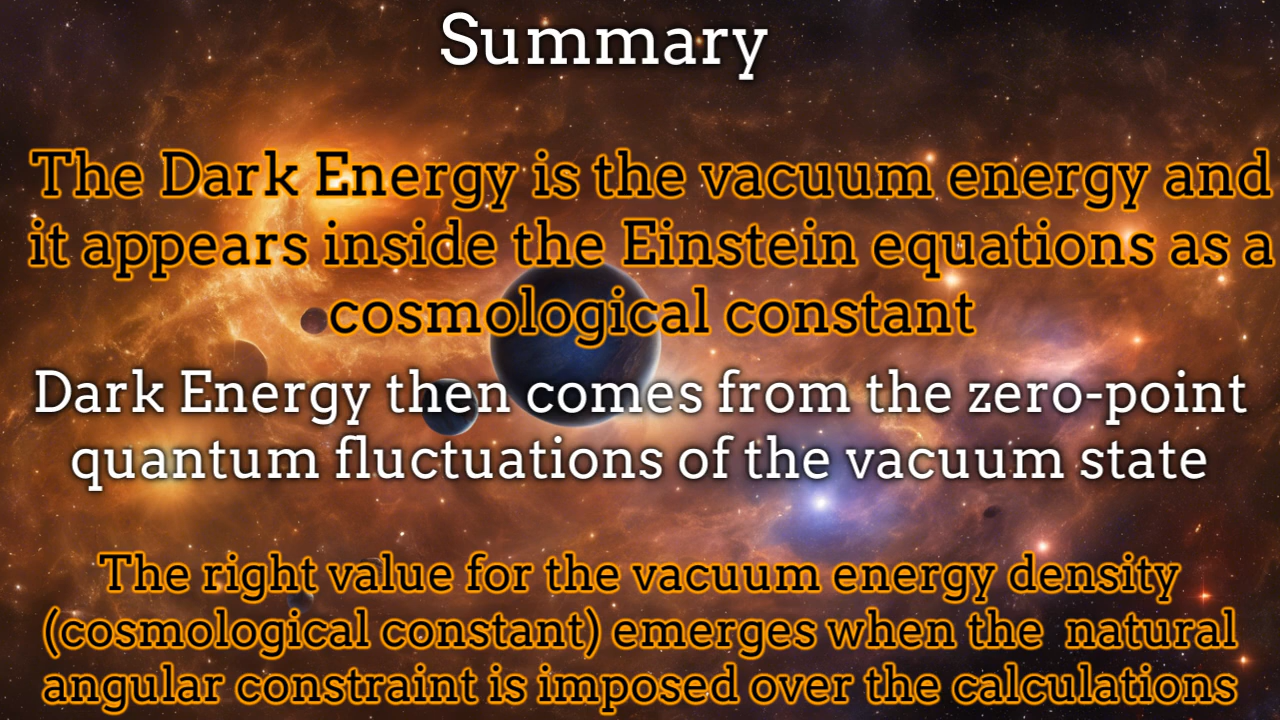 Summary
The Dark Energy is the vacuum energy and
it appears inside the Einstein equations as a
cosmological constant
Dark Energy then comes from the zero-point
quantum fluctuations of the vacuum state
The right value for the vacuum energy density
(cosmological constant) emerges when the natural
angular constraint is imposed over the calculations